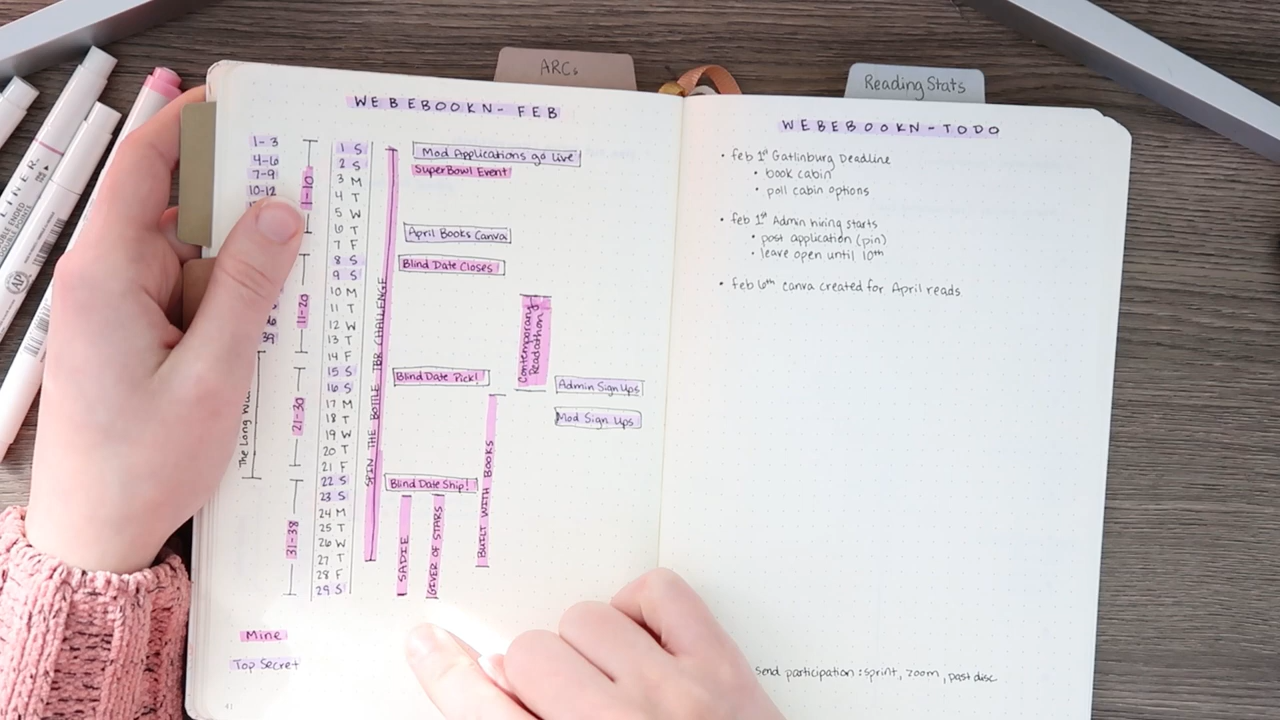 ARCs
Reading Stats
WEBEBOOKN- FEB
1-3
4-6
7-9
10-12
39
The Long
1-10
11-20
21-30
31-38
1 S
2 S
3 M
4 T
5 W
6 T
7 F
8 S
9 S
10 M
11 T
12 W
13 T
14 F
15 S
16 S
17 M
18 T
19 W
20 T
21 F
22 S
23 S
24 M
25 T
26 W
27 T
28 F
29 S
SPIN THE BOTTLE TBR CHALLENGE
Mod Applications go live
SuperBowl Event
April Books Canva
Blind Date Closes
Contemporary
Readathon
Blind Date Pick!
Admin Sign Ups
Mod Sign Ups
BUILT WITH BOOKS
Blind Date Ship!
SADIE
GIVER OF STARS
Mine
Top Secret
WEBEBOOKN-TODO
• feb 1st Gatlinburg Deadline
• book cabin
• poll cabin options
• feb 1st Admin hiring starts
• post application (pin)
• leave open until 10th
• feb 6th canva created for April reads
send participation: sprint, zoom, past disc